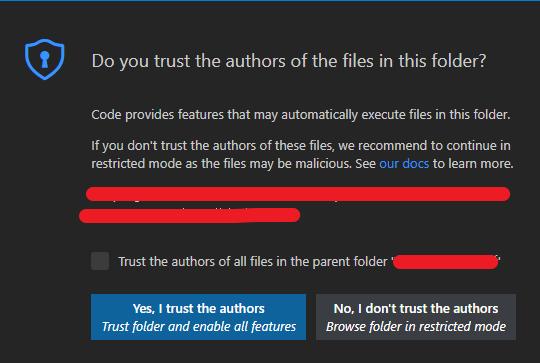 Do you trust the authors of the files in this folder?
Code provides features that may automatically execute files in this folder.
If you don't trust the authors of these files, we recommend to continue in
restricted mode as the files may be malicious. See our docs to learn more.
Trust the authors of all files in the parent folder '
'
Yes, I trust the authors
Trust folder and enable all features
No, I don't trust the authors
Browse folder in restricted mode